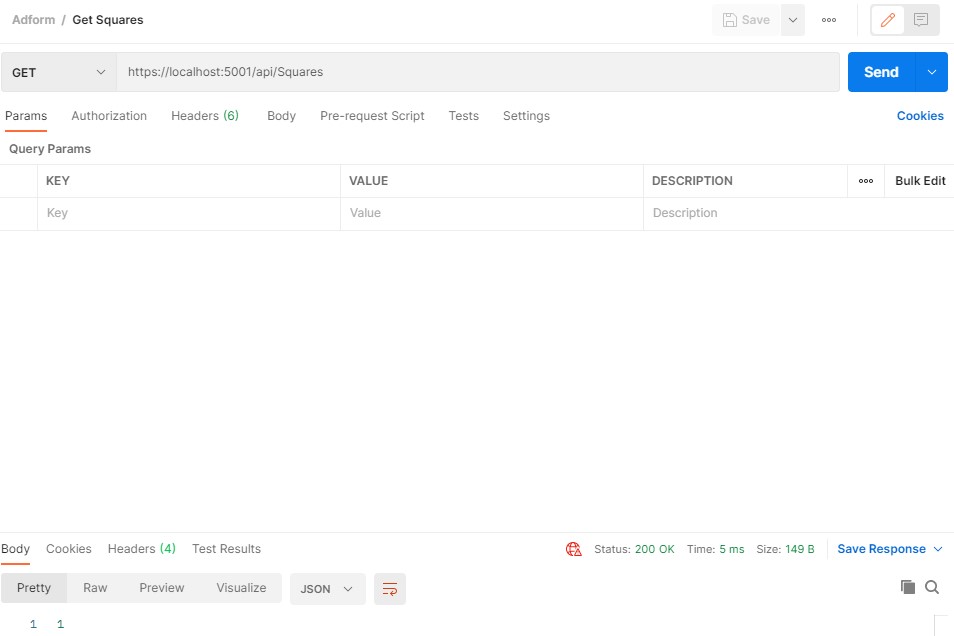 Adform / Get Squares Save ooo
GET https://localhost:5001/api/Squares Send
Params Authorization Headers (6) Body Pre-request Script Tests Settings Cookies
Query Params
KEY VALUE DESCRIPTION ooo Bulk Edit
Key Value Description
Body Cookies Headers (4) Test Results Status: 200 OK Time: 5 ms Size: 149 B Save Response
Pretty Raw Preview Visualize JSON
1 1